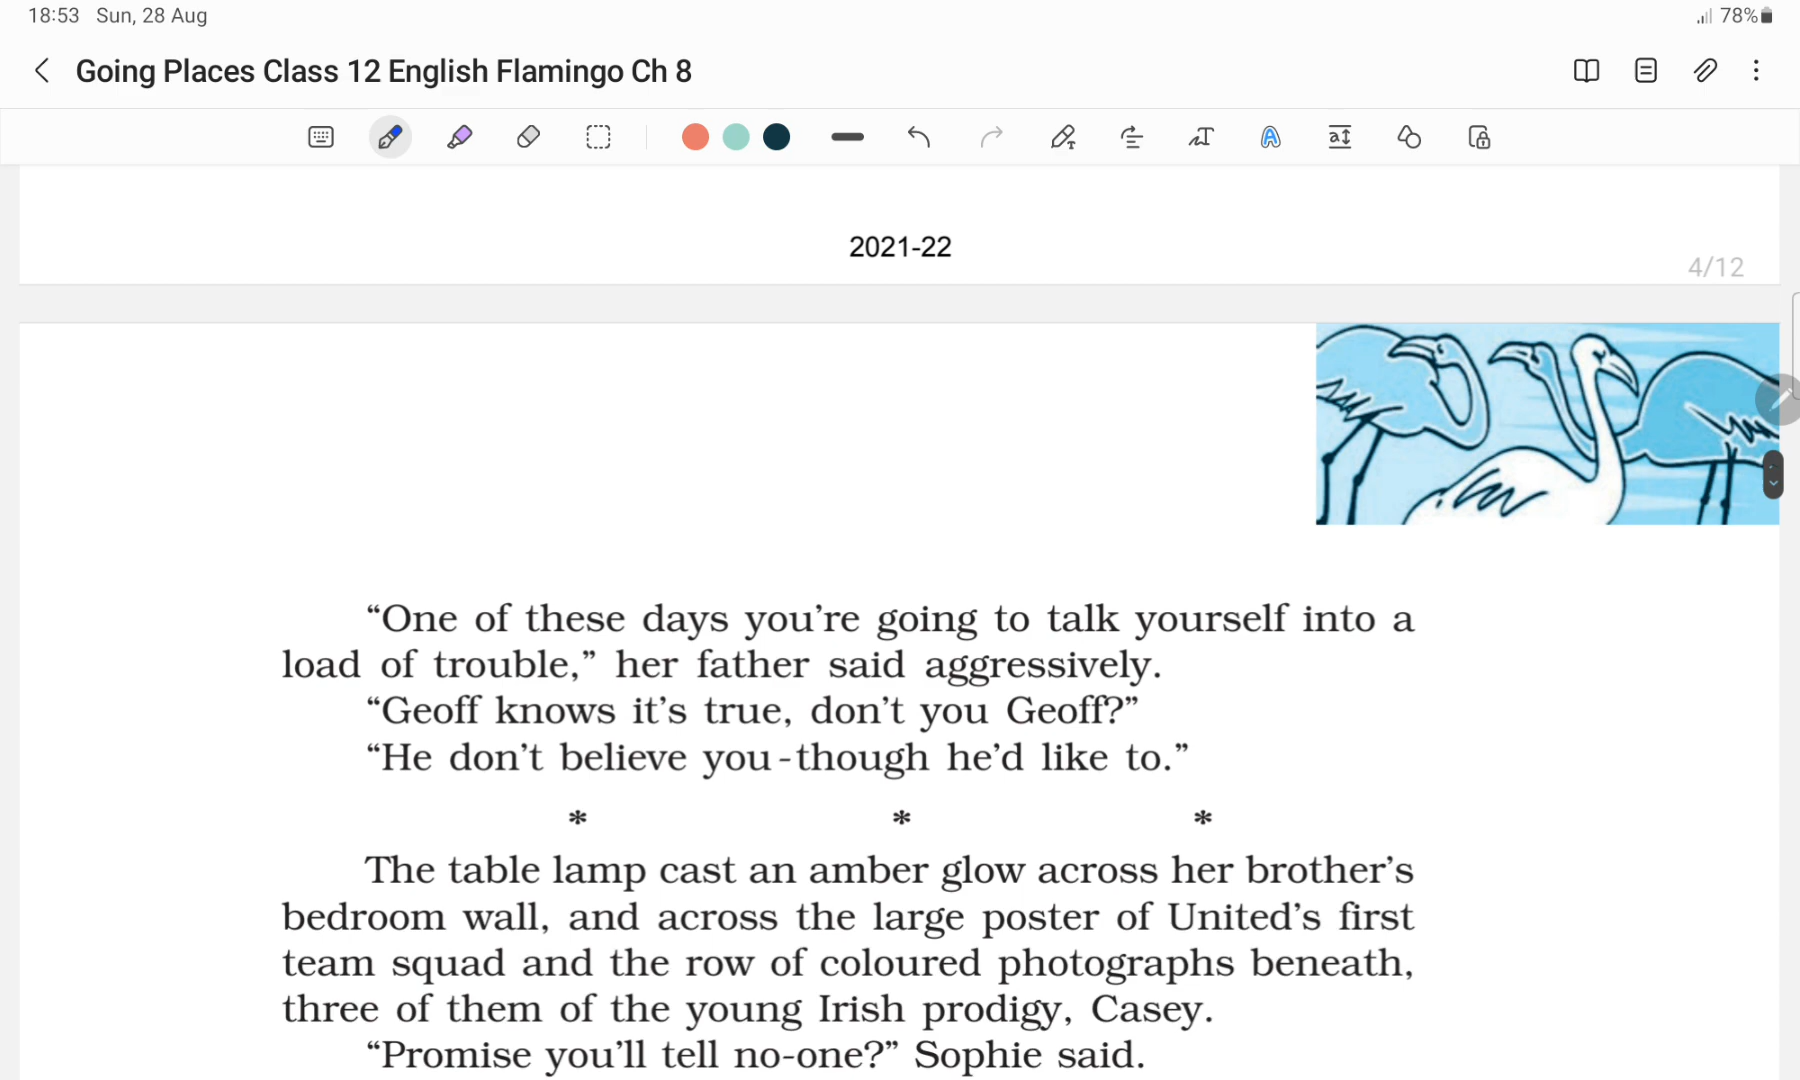 18:53 Sun, 28 Aug
78%
Going Places Class 12 English Flamingo Ch 8
2021-22
4/12
“One of these days you’re going to talk yourself into a
load of trouble,” her father said aggressively.
“Geoff knows it’s true, don’t you Geoff?”
“He don’t believe you - though he’d like to.”
* * *
The table lamp cast an amber glow across her brother’s
bedroom wall, and across the large poster of United’s first
team squad and the row of coloured photographs beneath,
three of them of the young Irish prodigy, Casey.
“Promise you’ll tell no-one?” Sophie said.